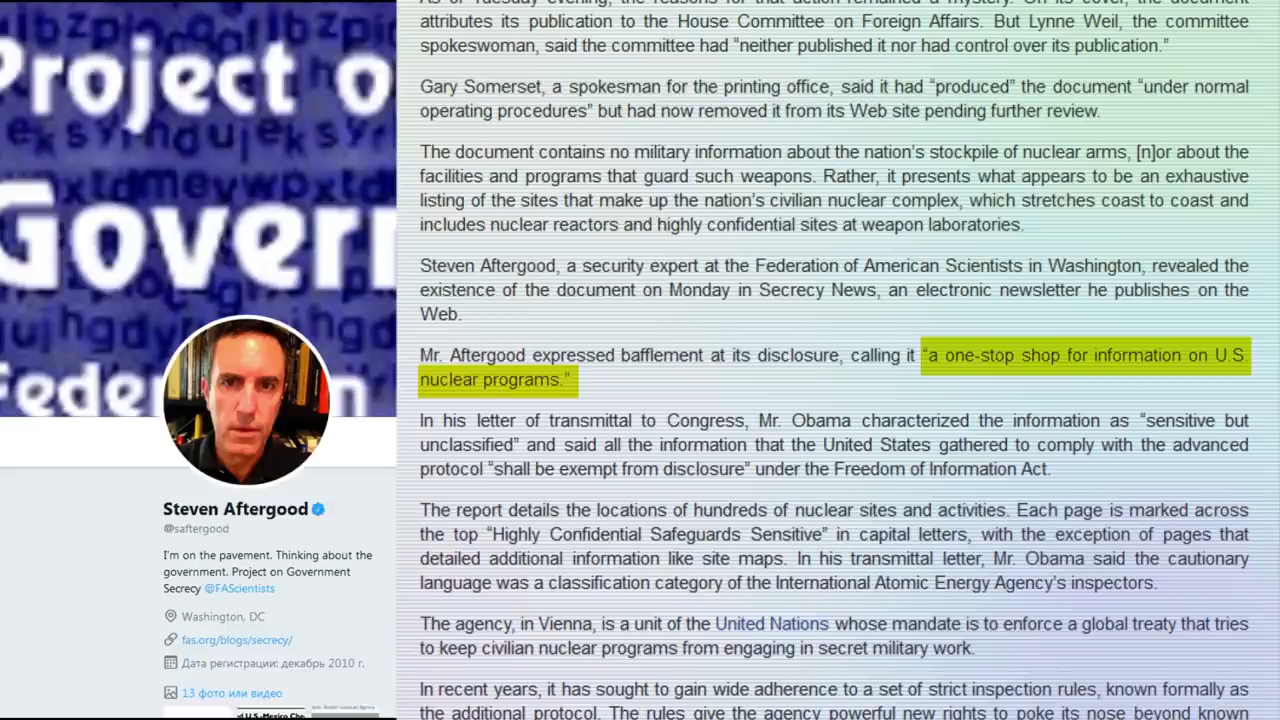 Project o
Govern
Feder
n
Steven Aftergood
@saftergood
I'm on the pavement. Thinking about the
government. Project on Government
Secrecy @FAScientists
Washington, DC
fas.org/blogs/secrecy/
Дата регистрации: декабрь 2010 г.
13 фото или видео
d U.S.-Mexico Che
As of Tuesday evening, the reasons for that action remained a mystery. On its cover, the document
attributes its publication to the House Committee on Foreign Affairs. But Lynne Weil, the committee
spokeswoman, said the committee had “neither published it nor had control over its publication.”
Gary Somerset, a spokesman for the printing office, said it had “produced” the document “under normal
operating procedures” but had now removed it from its Web site pending further review.
The document contains no military information about the nation’s stockpile of nuclear arms, [n]or about the
facilities and programs that guard such weapons. Rather, it presents what appears to be an exhaustive
listing of the sites that make up the nation’s civilian nuclear complex, which stretches coast to coast and
includes nuclear reactors and highly confidential sites at weapon laboratories.
Steven Aftergood, a security expert at the Federation of American Scientists in Washington, revealed the
existence of the document on Monday in Secrecy News, an electronic newsletter he publishes on the
Web.
Mr. Aftergood expressed bafflement at its disclosure, calling it “a one-stop shop for information on U.S.
nuclear programs.”
In his letter of transmittal to Congress, Mr. Obama characterized the information as “sensitive but
unclassified” and said all the information that the United States gathered to comply with the advanced
protocol “shall be exempt from disclosure” under the Freedom of Information Act.
The report details the locations of hundreds of nuclear sites and activities. Each page is marked across
the top “Highly Confidential Safeguards Sensitive” in capital letters, with the exception of pages that
detailed additional information like site maps. In his transmittal letter, Mr. Obama said the cautionary
language was a classification category of the International Atomic Energy Agency’s inspectors.
The agency, in Vienna, is a unit of the United Nations whose mandate is to enforce a global treaty that tries
to keep civilian nuclear programs from engaging in secret military work.
In recent years, it has sought to gain wide adherence to a set of strict inspection rules, known formally as
the additional protocol. The rules give the agency powerful new rights to poke its nose beyond known